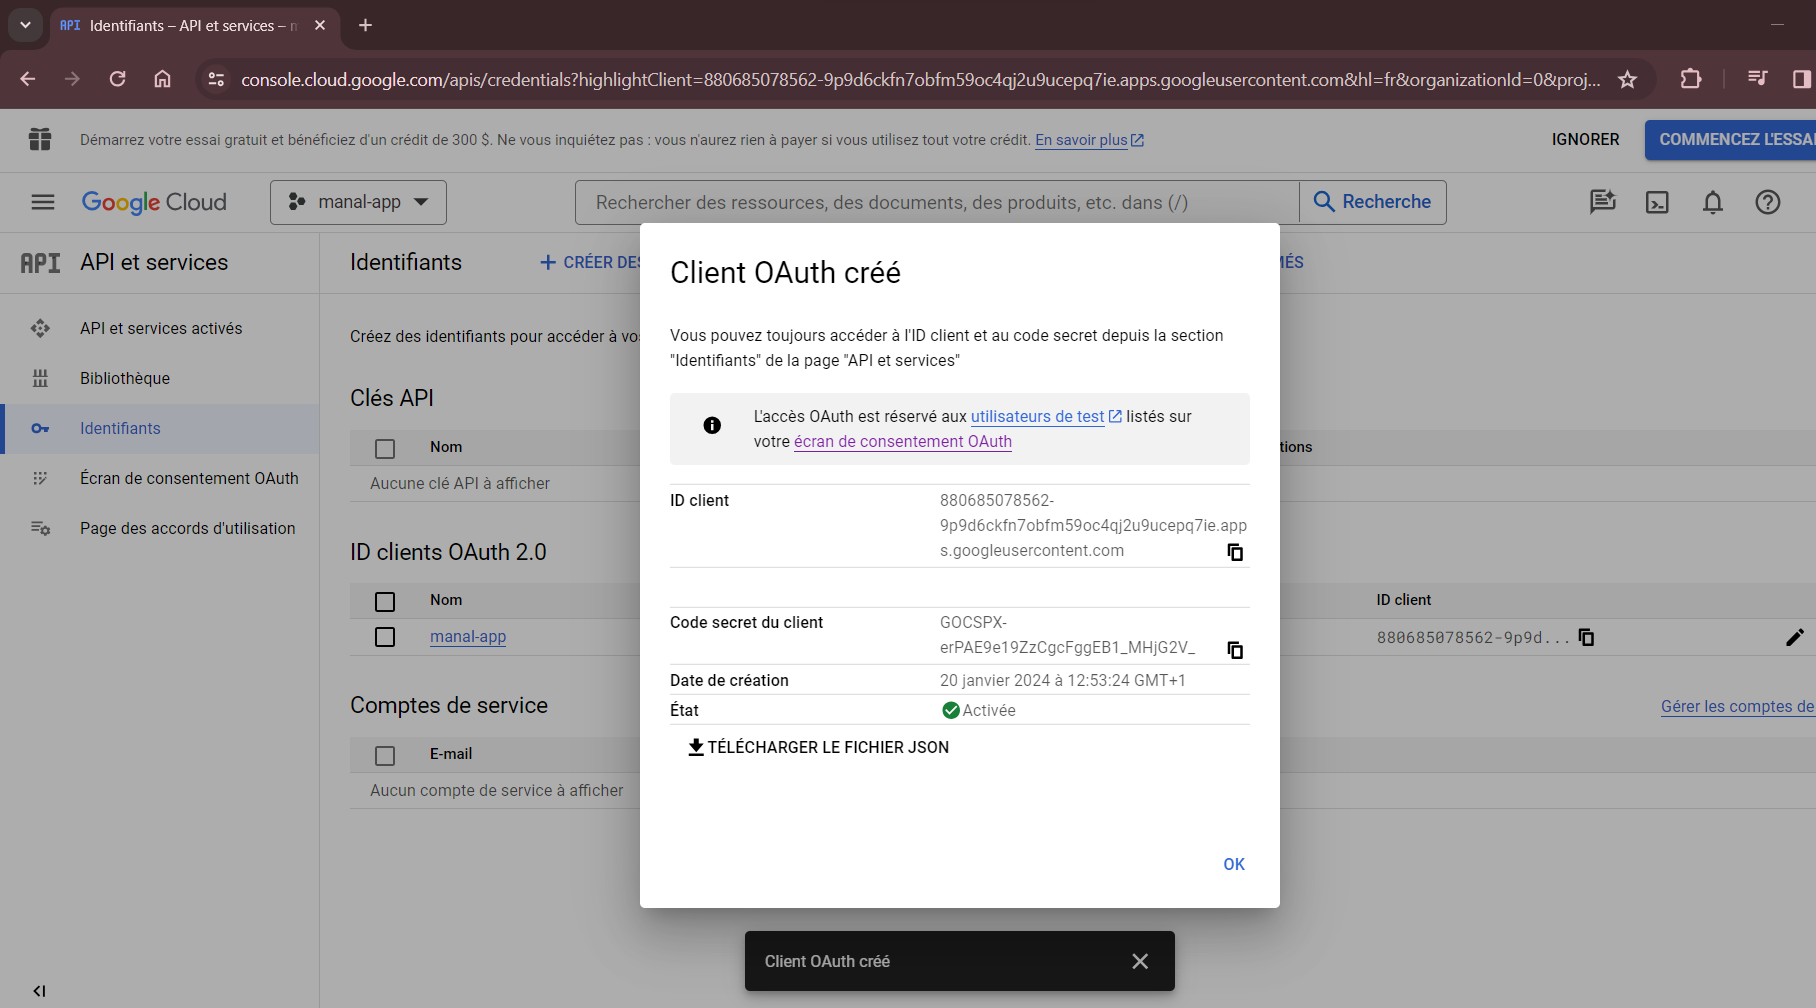 API Identifiants – API et services –
console.cloud.google.com/apis/credentials?highlightClient=880685078562-9p9d6ckfn7obfm59oc4qj2u9ucepq7ie.apps.googleusercontent.com&hl=fr&organizationId=0&proj...
Démarrez votre essai gratuit et bénéficiez d'un crédit de 300 $. Ne vous inquiétez pas : vous n'aurez rien à payer si vous utilisez tout votre crédit. En savoir plus
IGNORER
COMMENCEZ L'ESSAI
Google Cloud
manal-app
Rechercher des ressources, des documents, des produits, etc. dans (/)
Recherche
API API et services
API et services activés
Bibliothèque
Identifiants
Écran de consentement OAuth
Page des accords d'utilisation
Identifiants
+ CRÉER DES
MÉS
Créez des identifiants pour accéder à vos
Clés API
Nom
tions
Aucune clé API à afficher
ID clients OAuth 2.0
Nom
ID client
manal-app
880685078562-9p9d...
Comptes de service
Gérer les comptes de
E-mail
Aucun compte de service à afficher
Client OAuth créé
Vous pouvez toujours accéder à l'ID client et au code secret depuis la section
"Identifiants" de la page "API et services"
L'accès OAuth est réservé aux utilisateurs de test listés sur
votre écran de consentement OAuth
ID client
880685078562-
9p9d6ckfn7obfm59oc4qj2u9ucepq7ie.app
s.googleusercontent.com
Code secret du client
GOCSPX-
erPAE9e19ZzCgcFggEB1_MHjG2V_
Date de création
20 janvier 2024 à 12:53:24 GMT+1
État
Activée
TÉLÉCHARGER LE FICHIER JSON
OK
Client OAuth créé